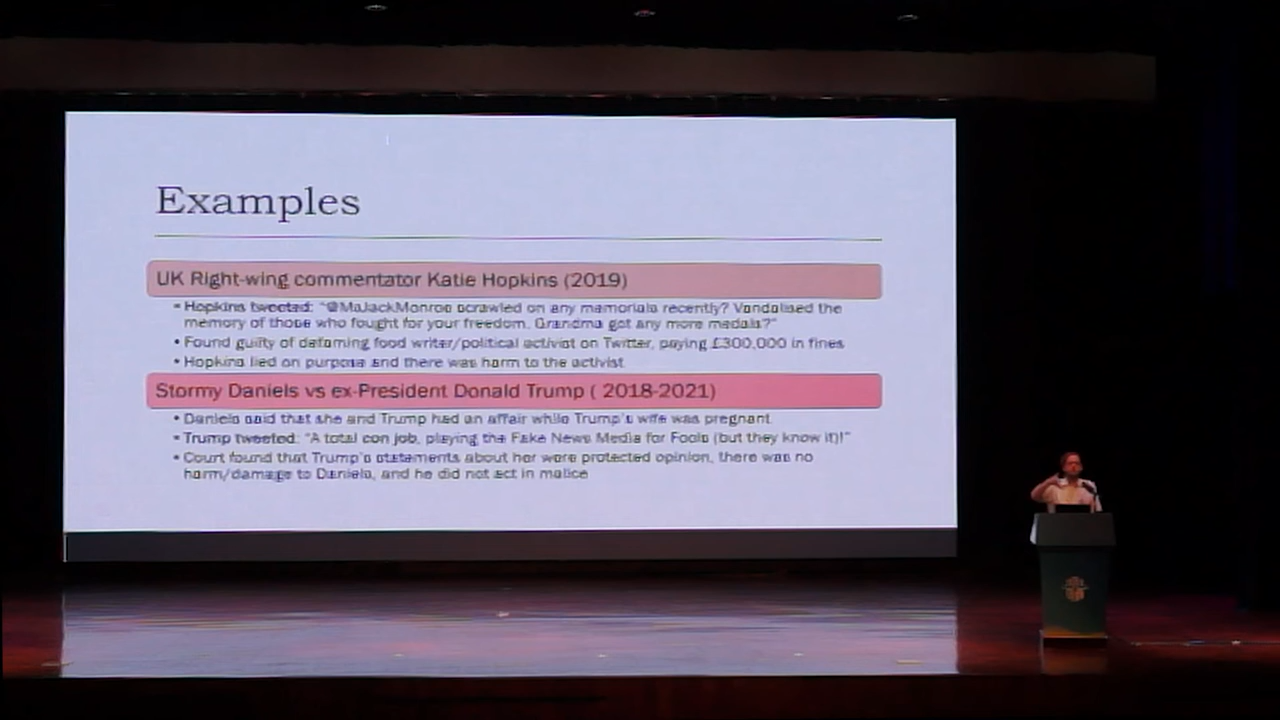 Examples
UK Right-wing commentator Katie Hopkins (2019)
▪ Hopkins tweeted: “@MsJackMonroe scrawled on any memorials recently? Vandalised the
memory of those who fought for your freedom. Grandma got any more medals?”
▪ Found guilty of defaming food writer/political activist on Twitter, paying £300,000 in fines
▪ Hopkins lied on purpose and there was harm to the activist
Stormy Daniels vs ex-President Donald Trump ( 2018-2021)
▪ Daniels said that she and Trump had an affair while Trump’s wife was pregnant
▪ Trump tweeted: “A total con job, playing the Fake News Media for Fools (but they know it)!”
▪ Court found that Trump’s statements about her were protected opinion, there was no
harm/damage to Daniels, and he did not act in malice